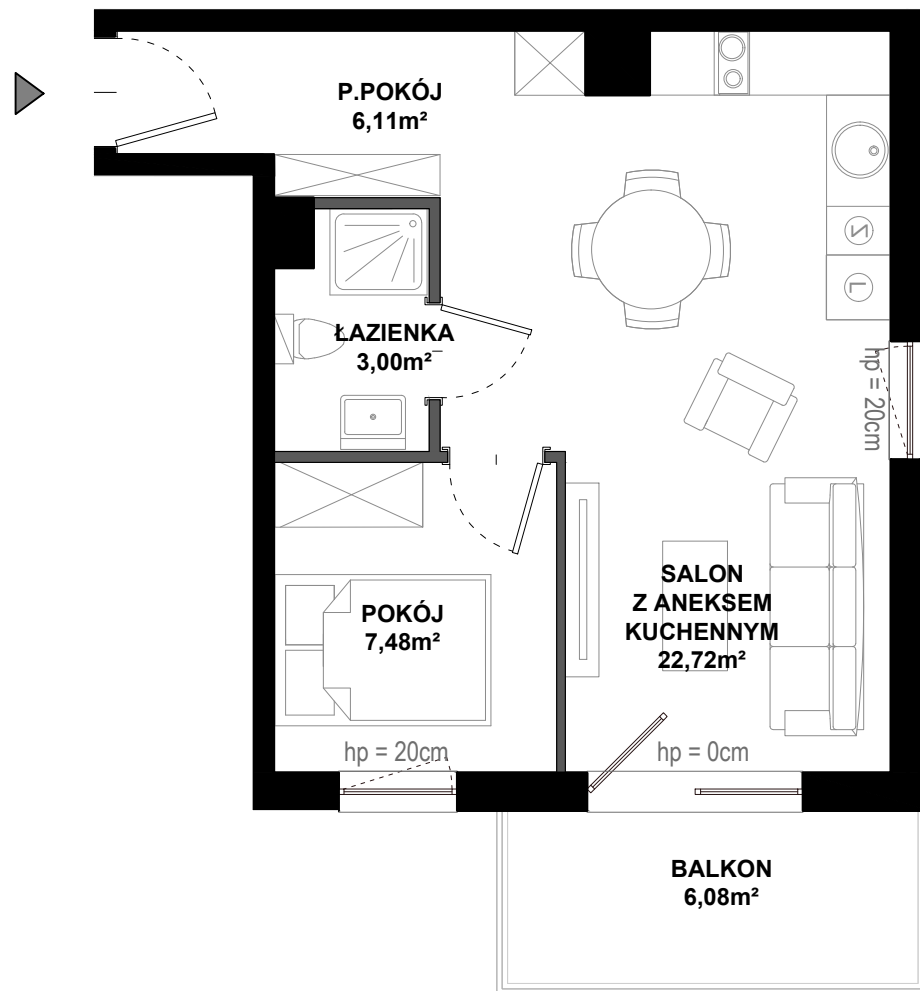 P.POKÓJ
6,11m²
Z
L
ŁAZIENKA
3,00m²
hp = 20cm
SALON
Z ANEKSEM
KUCHENNYM
22,72m²
POKÓJ
7,48m²
hp = 20cm
hp = 0cm
BALKON
6,08m²